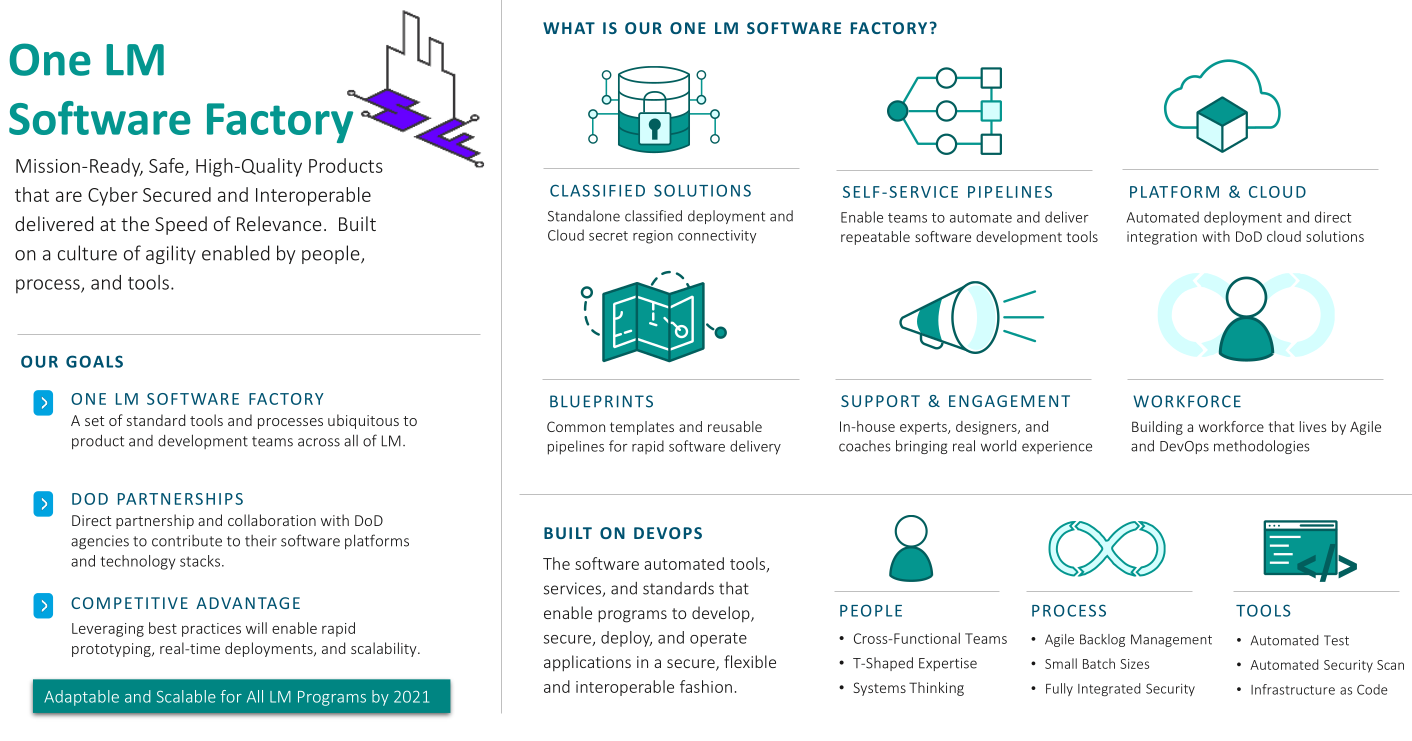 One LM
Software Factory
Mission-Ready, Safe, High-Quality Products
that are Cyber Secured and Interoperable
delivered at the Speed of Relevance.  Built
on a culture of agility enabled by people,
process, and tools.
OUR GOALS
ONE LM SOFTWARE FACTORY
A set of standard tools and processes ubiquitous to
product and development teams across all of LM.
DOD PARTNERSHIPS
Direct partnership and collaboration with DoD
agencies to contribute to their software platforms
and technology stacks.
COMPETITIVE ADVANTAGE
Leveraging best practices will enable rapid
prototyping, real-time deployments, and scalability.
Adaptable and Scalable for All LM Programs by 2021
WHAT IS OUR ONE LM SOFTWARE FACTORY?
CLASSIFIED SOLUTIONS
Standalone classified deployment and
Cloud secret region connectivity
SELF-SERVICE PIPELINES
Enable teams to automate and deliver
repeatable software development tools
PLATFORM & CLOUD
Automated deployment and direct
integration with DoD cloud solutions
BLUEPRINTS
Common templates and reusable
pipelines for rapid software delivery
SUPPORT & ENGAGEMENT
In-house experts, designers, and
coaches bringing real world experience
WORKFORCE
Building a workforce that lives by Agile
and DevOps methodologies
BUILT ON DEVOPS
The software automated tools,
services, and standards that
enable programs to develop,
secure, deploy, and operate
applications in a secure, flexible
and interoperable fashion.
PEOPLE
• Cross-Functional Teams
• T-Shaped Expertise
• Systems Thinking
PROCESS
• Agile Backlog Management
• Small Batch Sizes
• Fully Integrated Security
</>
TOOLS
• Automated Test
• Automated Security Scan
• Infrastructure as Code
SF